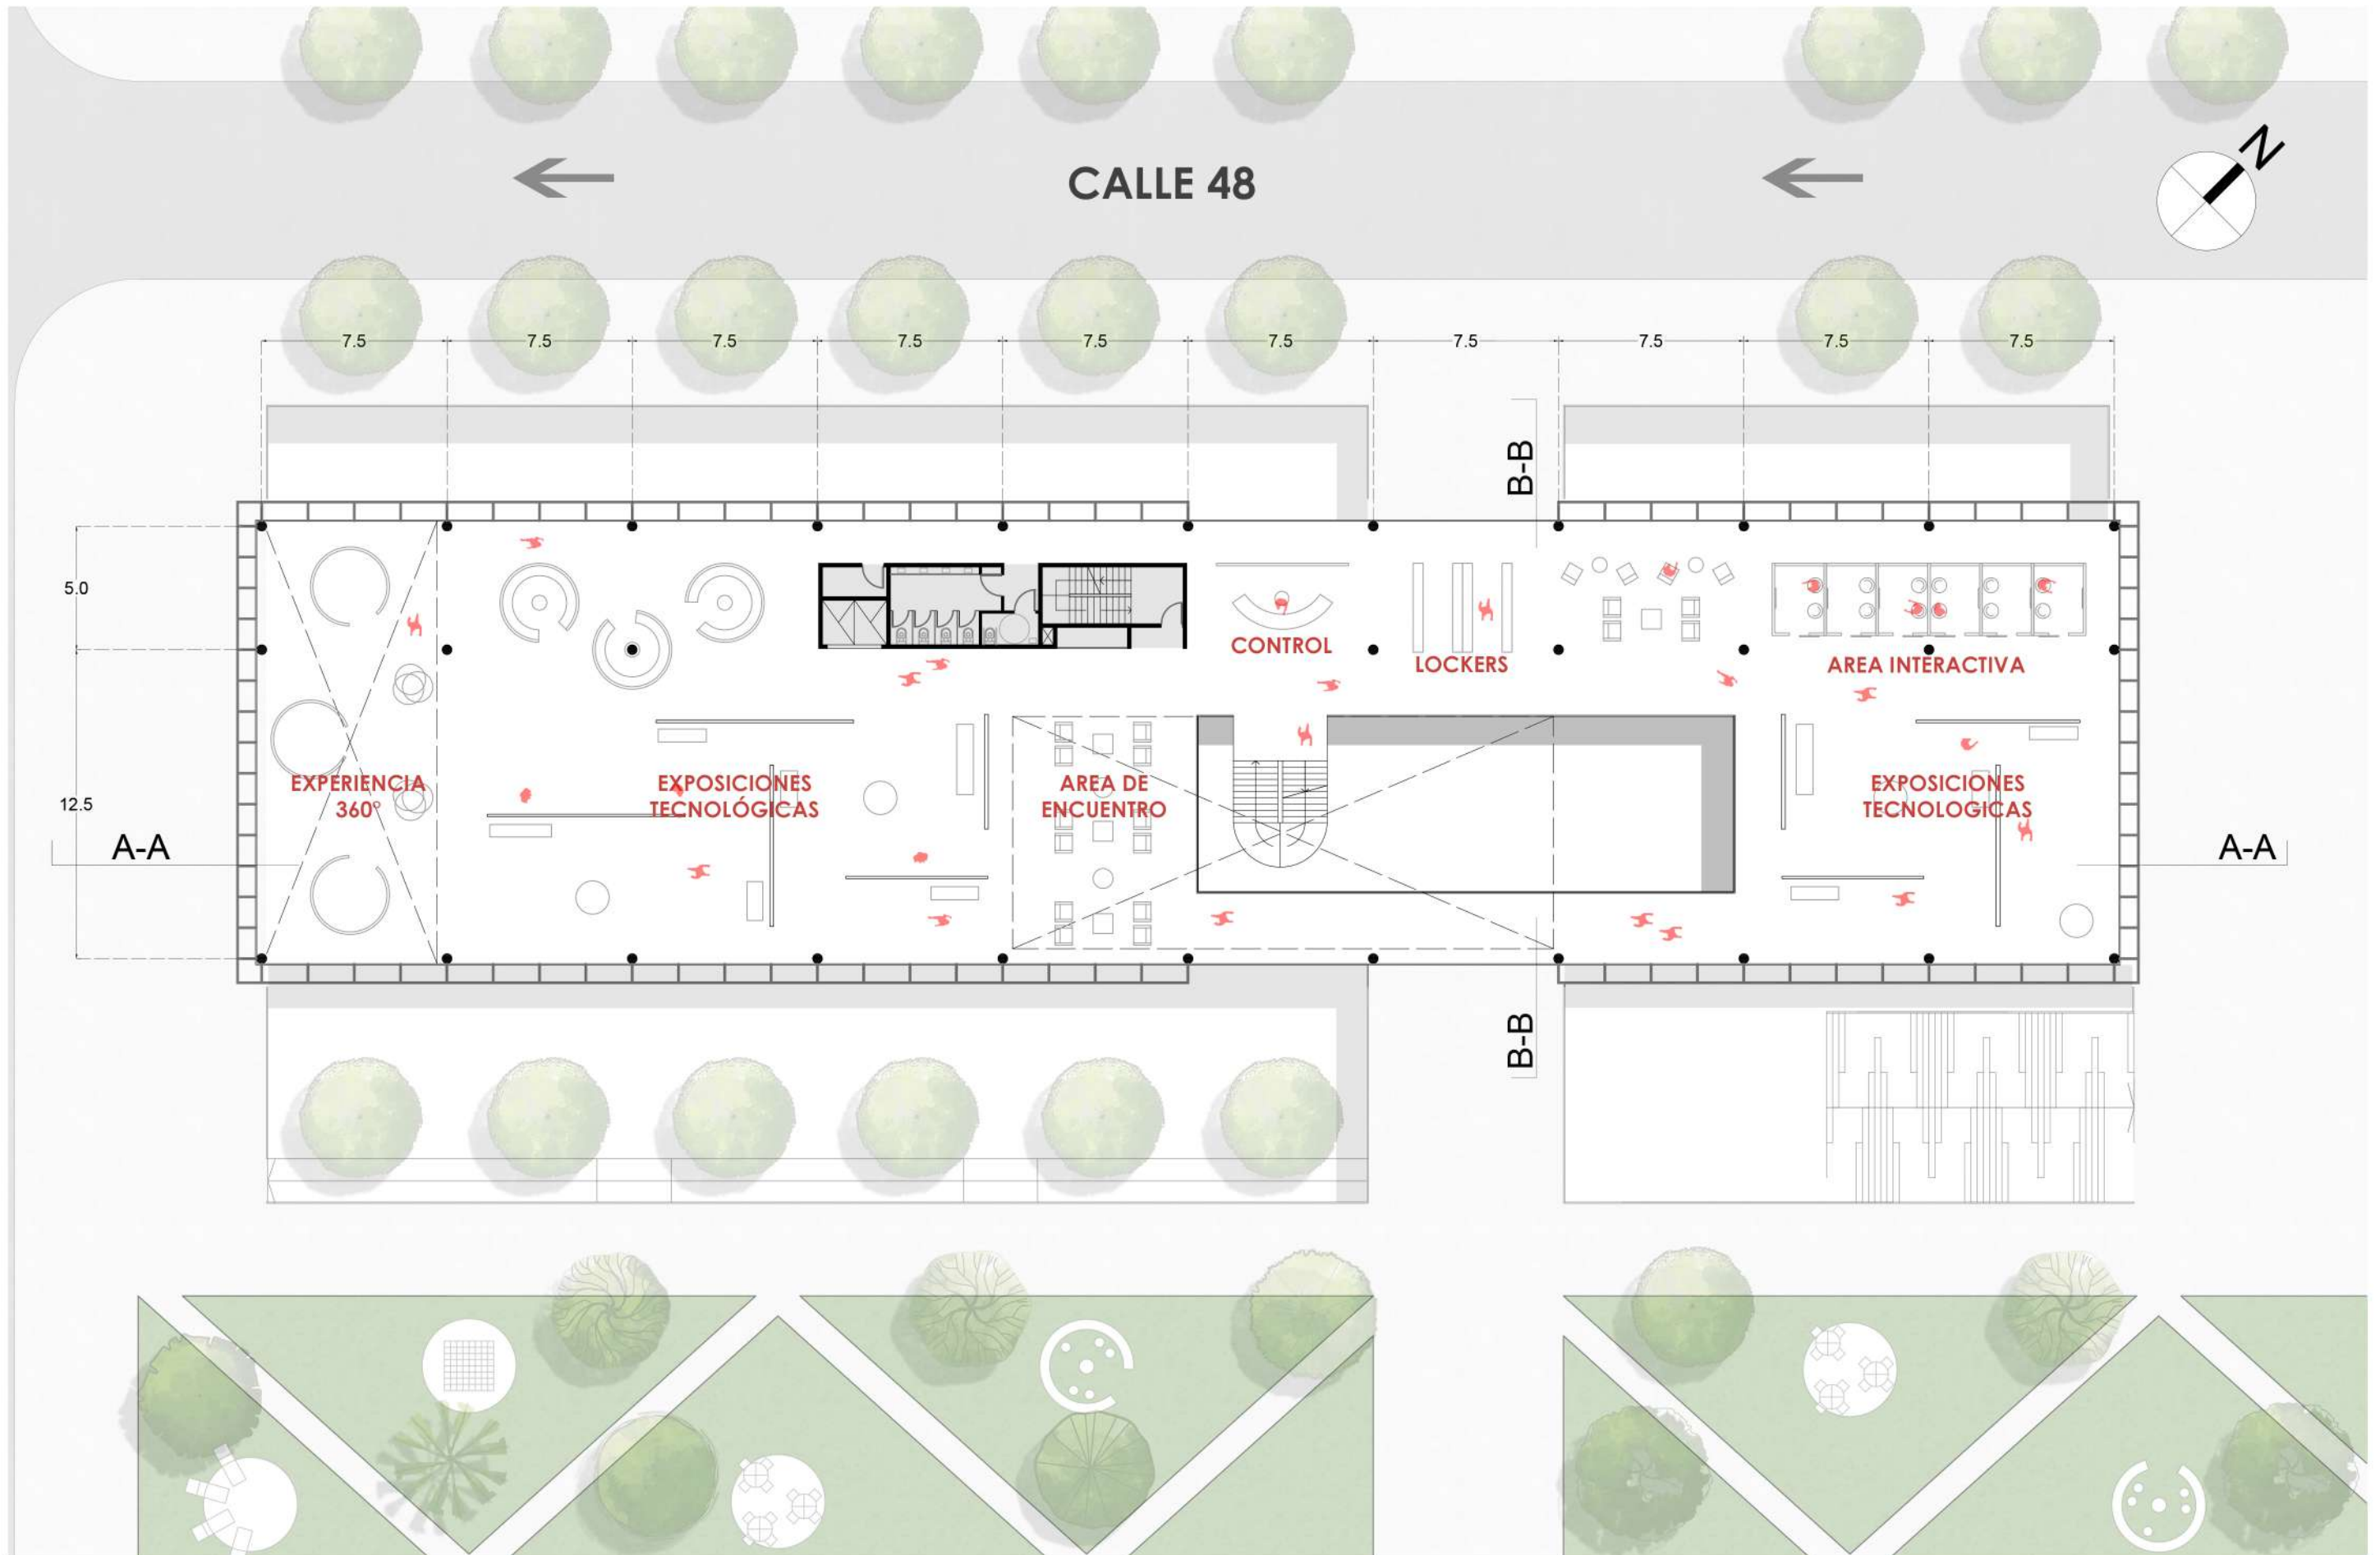 CALLE 48
N
7.5 7.5 7.5 7.5 7.5 7.5 7.5 7.5 7.5 7.5
B-B
5.0
CONTROL
LOCKERS
AREA INTERACTIVA
12.5
EXPERIENCIA
360°
EXPOSICIONES
TECNOLÓGICAS
AREA DE
ENCUENTRO
EXPOSICIONES
TECNOLOGICAS
A-A
A-A
B-B